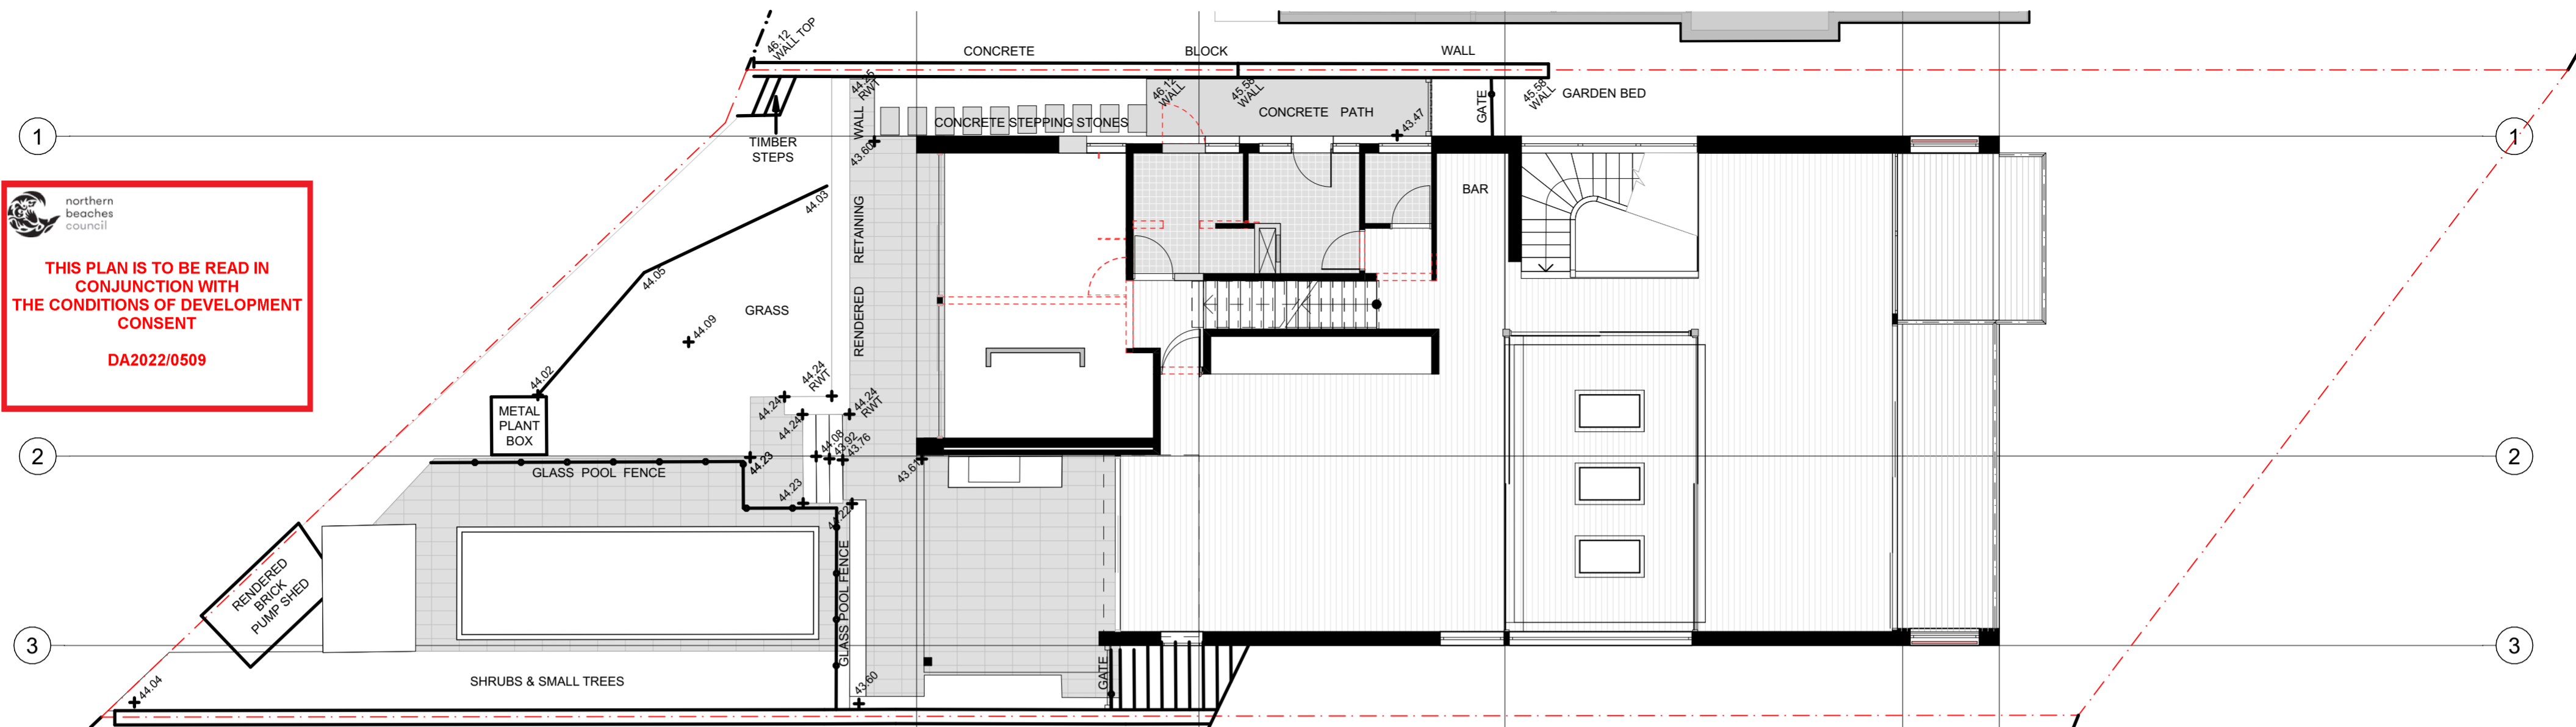 46.12
WALL TOP
CONCRETE BLOCK WALL
44.25
RWT
46.12
WALL
45.58
WALL
45.58
WALL
GARDEN BED
GATE
CONCRETE PATH
CONCRETE STEPPING STONES
43.47
1
1
TIMBER
STEPS
43.60
RENDERED RETAINING WALL
BAR
northern
beaches
council
THIS PLAN IS TO BE READ IN
CONJUNCTION WITH
THE CONDITIONS OF DEVELOPMENT
CONSENT
DA2022/0509
44.03
44.05
GRASS
44.09
44.02
44.24
RWT
44.24
44.24
RWT
44.24
METAL
PLANT
BOX
44.08
43.92
43.76
2
2
44.23
43.61
GLASS POOL FENCE
44.23
GLASS POOL FENCE
RENDERED
BRICK
PUMP SHED
3
3
GATE
SHRUBS & SMALL TREES
44.04
43.60